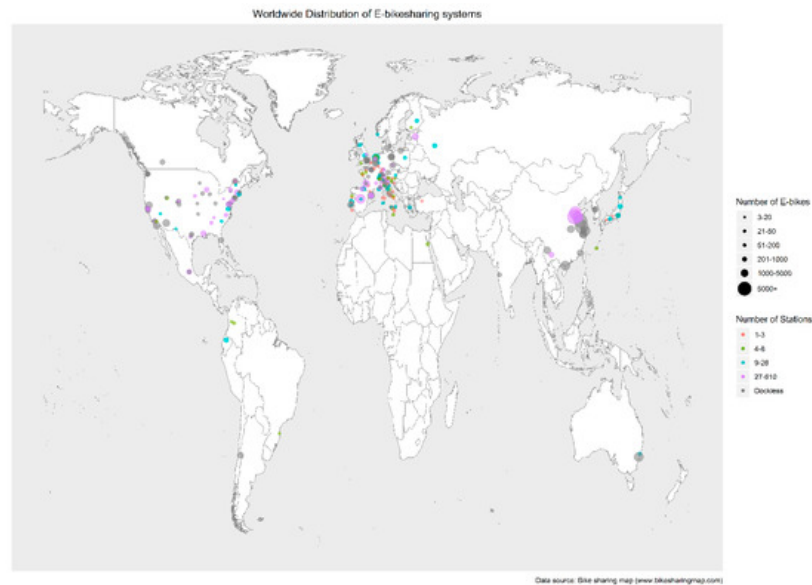 Worldwide Distribution of E-bikesharing systems
Number of E-bikes
3-20
21-50
51-200
201-1000
1000-5000
5000+
Number of Stations
1-3
4-8
9-26
27-810
Dockless
Data source: Bike sharing map (www.bikesharingmap.com)